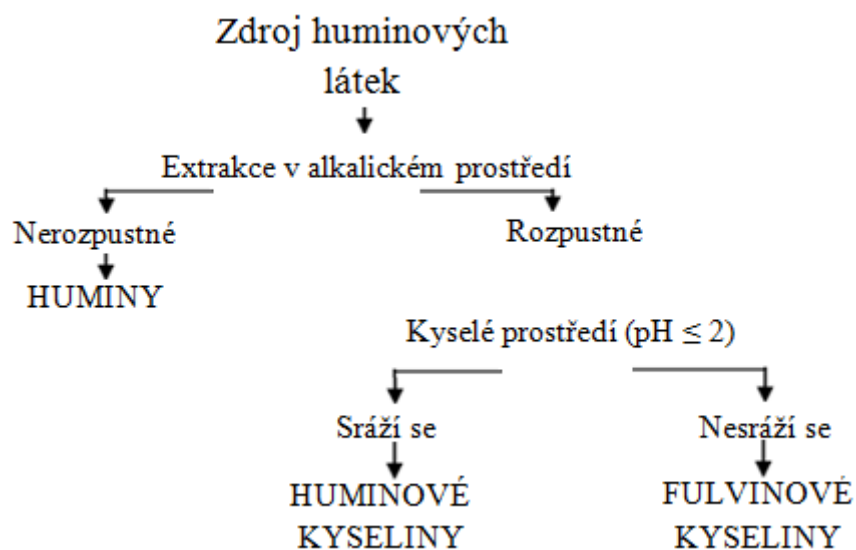 Zdroj huminových
látek
Extrakce v alkalickém prostředí
Nerozpustné
Rozpustné
HUMINY
Kyselé prostředí (pH ≤ 2)
Sráží se
Nesráží se
HUMINOVÉ
KYSELINY
FULVINOVÉ
KYSELINY